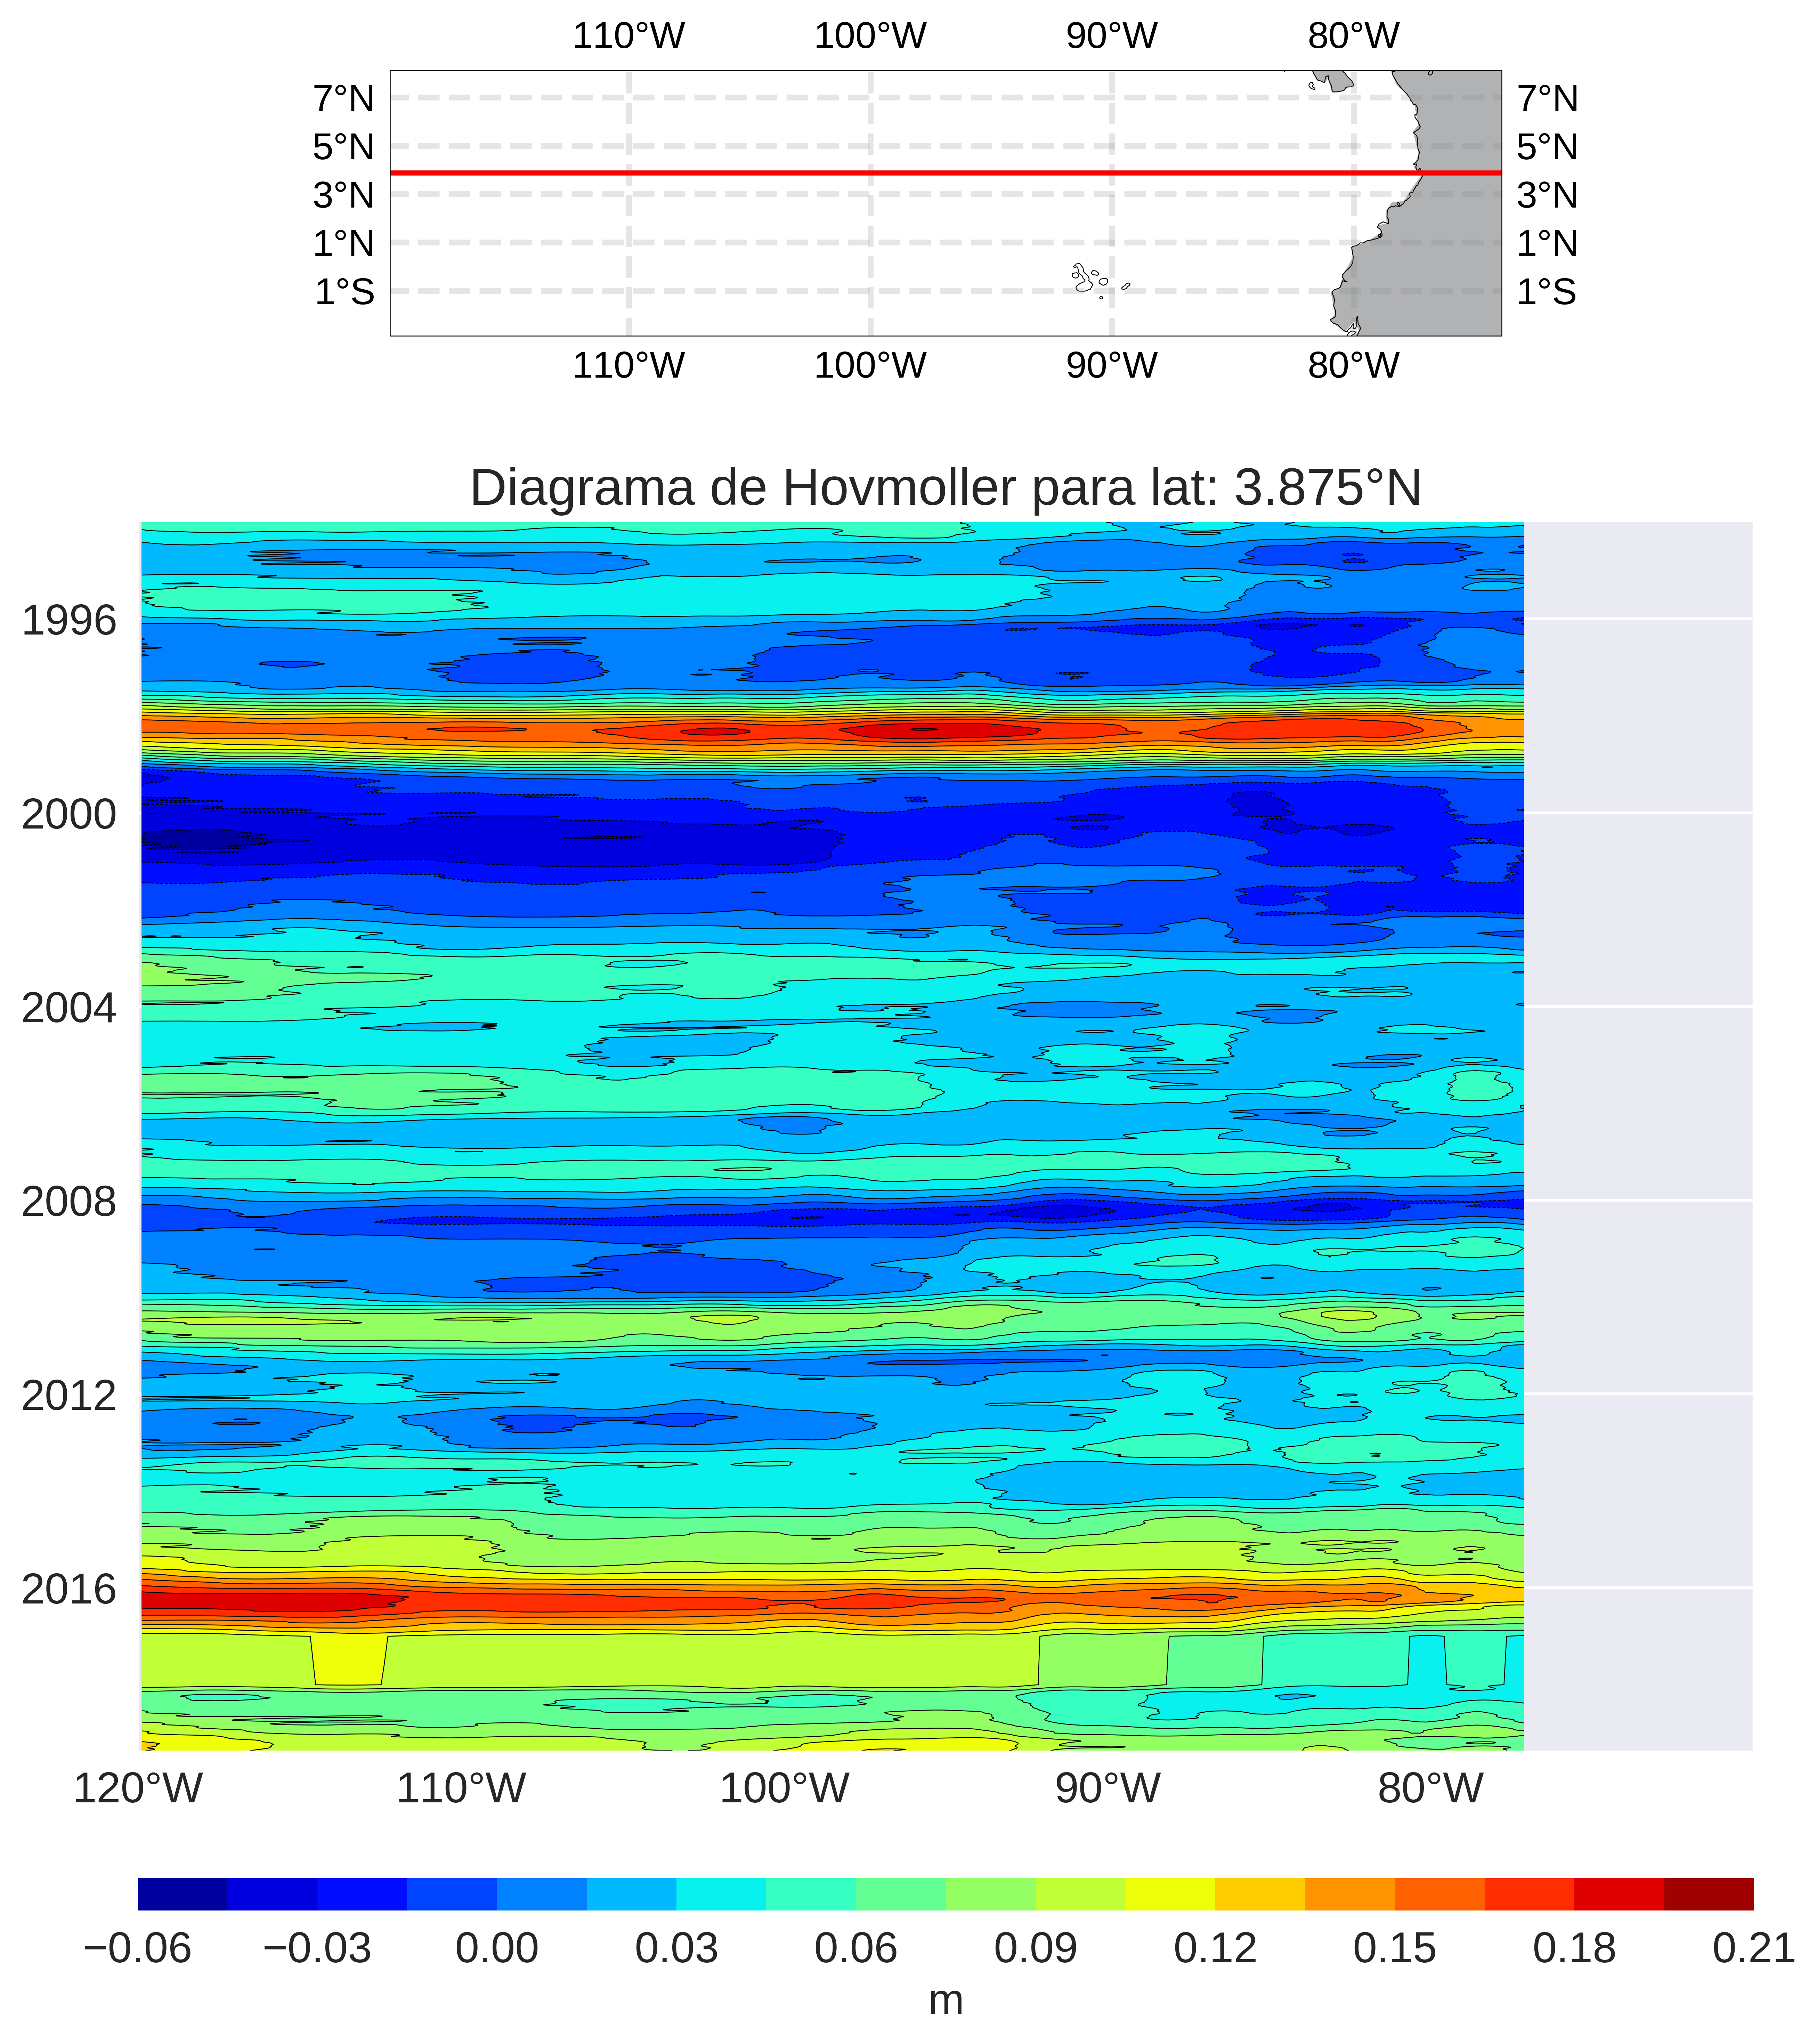 110°W 100°W 90°W 80°W
7°N 7°N
5°N 5°N
3°N 3°N
1°N 1°N
1°S 1°S
110°W 100°W 90°W 80°W
Diagrama de Hovmoller para lat: 3.875°N
1996
2000
2004
2008
2012
2016
120°W 110°W 100°W 90°W 80°W
−0.06 −0.03 0.00 0.03 0.06 0.09 0.12 0.15 0.18 0.21
m